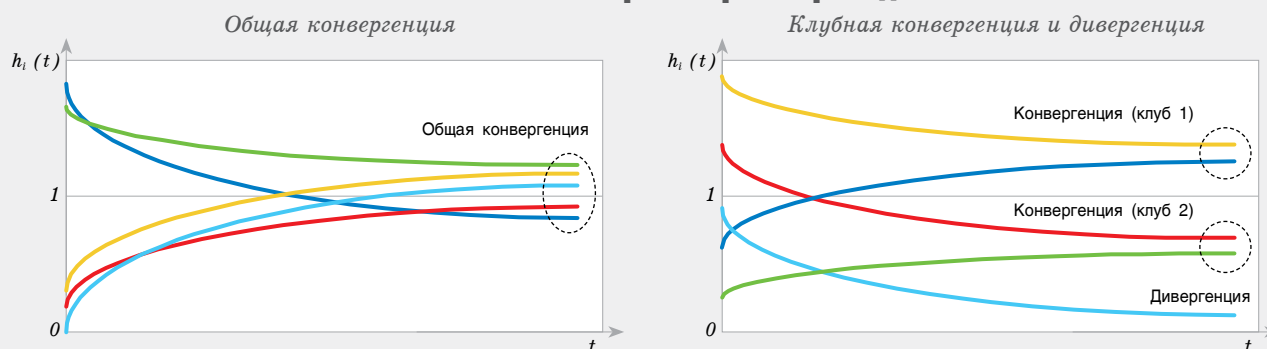 Общая конвергенция
hᵢ (t)
1
0
Общая конвергенция
t
Клубная конвергенция и дивергенция
hᵢ (t)
1
0
Конвергенция (клуб 1)
Конвергенция (клуб 2)
Дивергенция
t